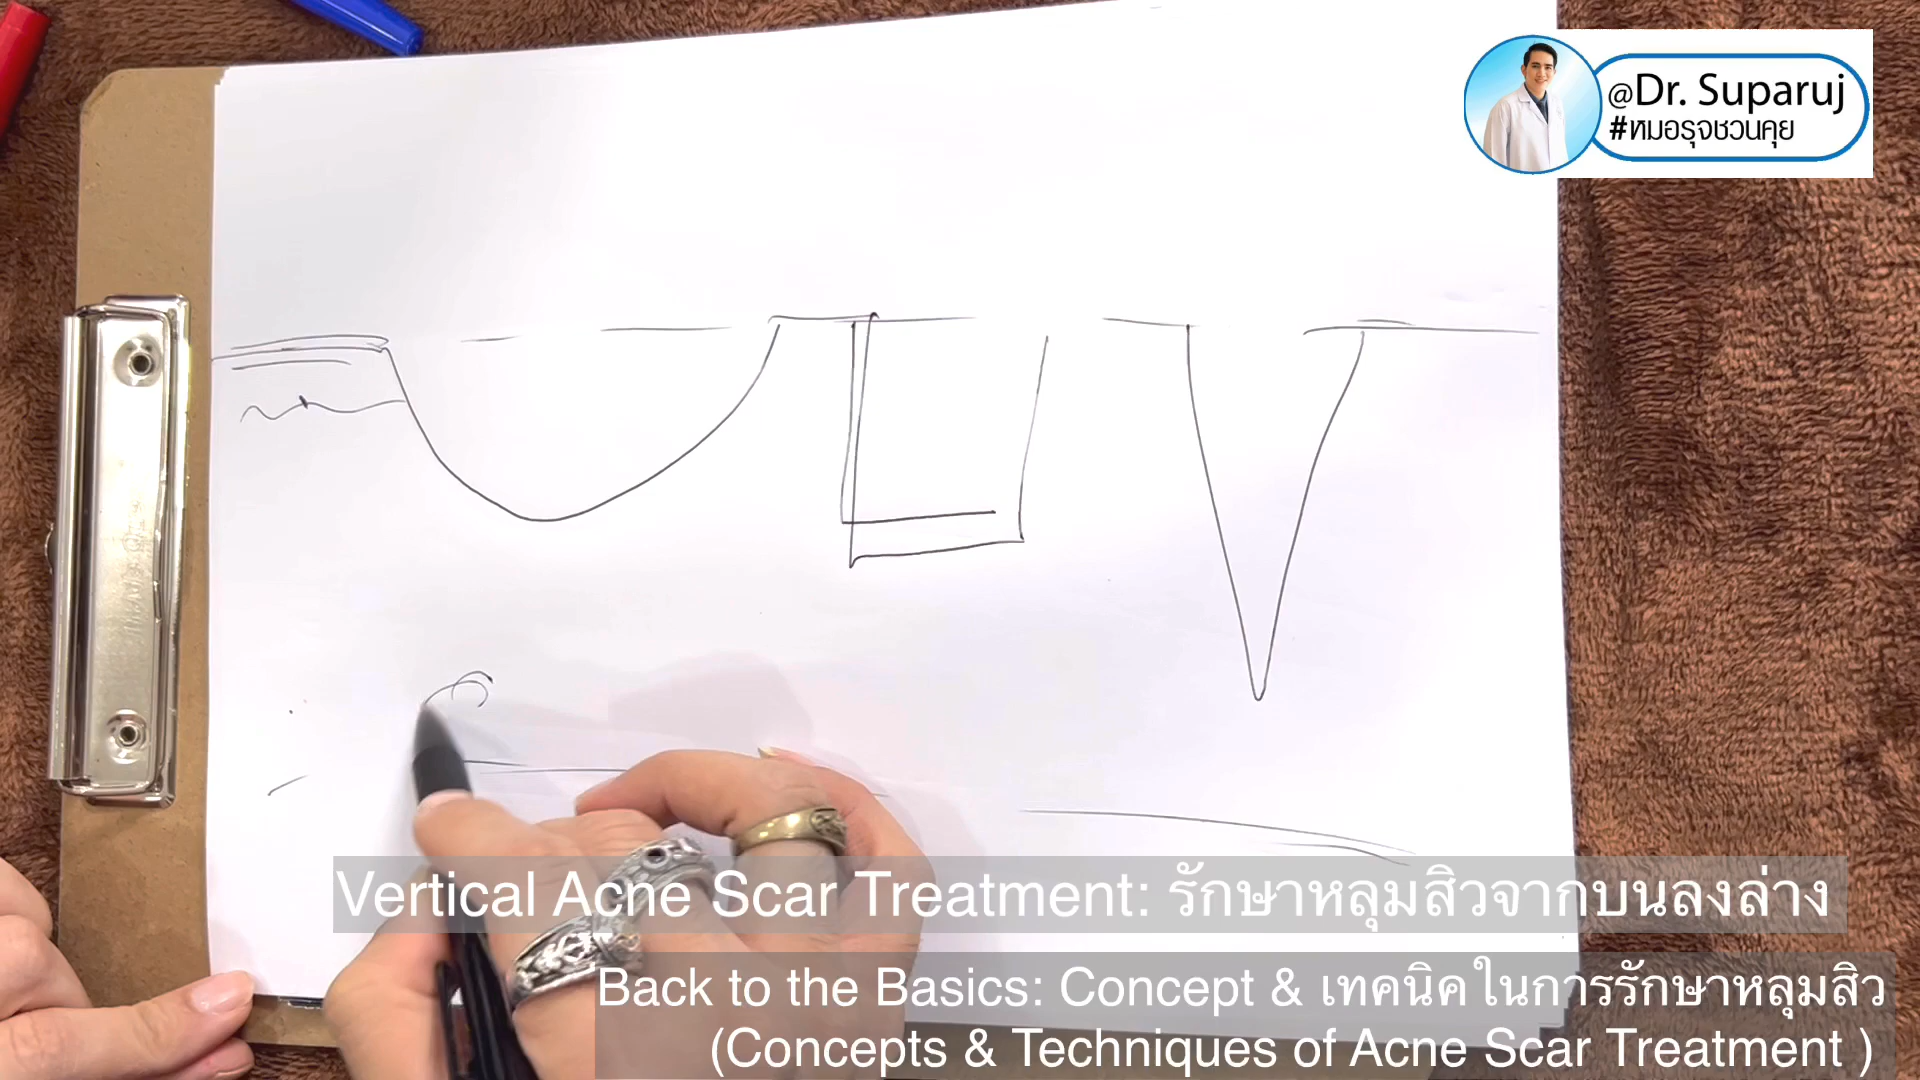 @Dr. Suparuj
#หมอรุจชวนคุย
Vertical Acne Scar Treatment: รักษาหลุมสิวจากบนลงล่าง
Back to the Basics: Concept & เทคนิคในการรักษาหลุมสิว
(Concepts & Techniques of Acne Scar Treatment )